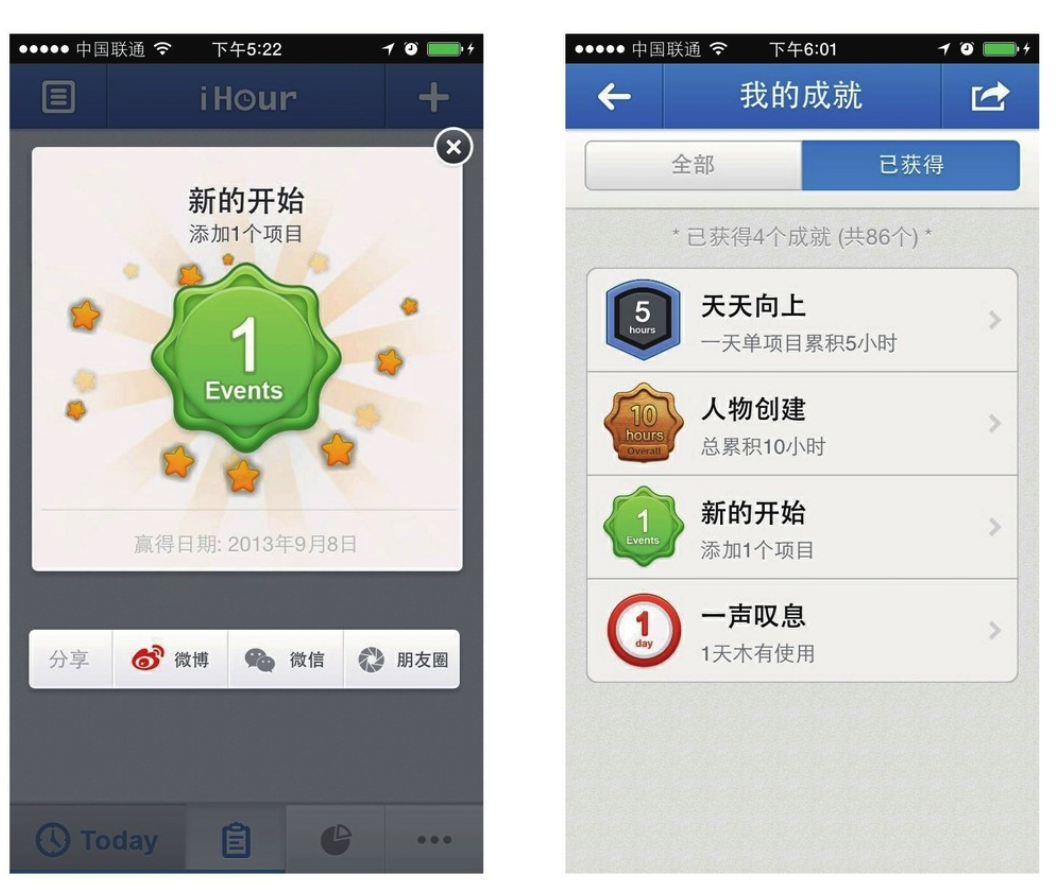 中国联通 下午5:22
iHour
新的开始
添加1个项目
1
Events
赢得日期: 2013年9月8日
分享 微博 微信 朋友圈
Today
中国联通 下午6:01
我的成就
全部 已获得
* 已获得4个成就 (共86个) *
5
hours
天天向上
一天单项目累积5小时
10
hours
Overall
人物创建
总累积10小时
1
Events
新的开始
添加1个项目
1
day
一声叹息
1天木有使用